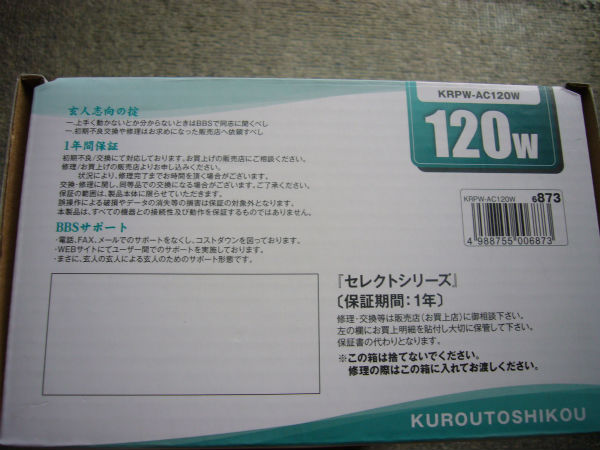 KRPW-AC120W
120W
玄人志向の掟
一.上手く動かないとか分からないときはBBSで同志に聞くべし
一.初期不良交換や修理はお求めになった販売店へ依頼すべし
1年間保証
初期不良/交換にて対応しております。お買上げの販売店にご相談ください。
修理/お買上げの販売店よりお申し込みください。
状況により、修理完了までお時間を頂く場合がございます。
交換・修理に関し、同等品での交換になる場合がございます。ご了承ください。
保証の範囲は、製品本体に限らせていただきます。
誤操作による破損やデータの消失等の損害は保証の対象外となります。
本製品は、すべての機器との接続性及び動作を保証するものではありません。
BBSサポート
・電話、FAX、メールでのサポートをなくし、コストダウンを図っております。
・WEBサイトにてユーザー間でのサポートを実施しております。
・まさに、玄人の玄人による玄人のためのサポート形態です。
KRPW-AC120W
6873
4 988755 006873
『セレクトシリーズ』
〔保証期間：1年〕
修理・交換等は販売店(お買上店)に御相談下さい。
左の欄にお買上明細を貼付し大切に保管して下さい。
保証書の代わりとなります。
※この箱は捨てないでください。
修理の際はこの箱に入れてお渡しください。
KUROUTOSHIKOU